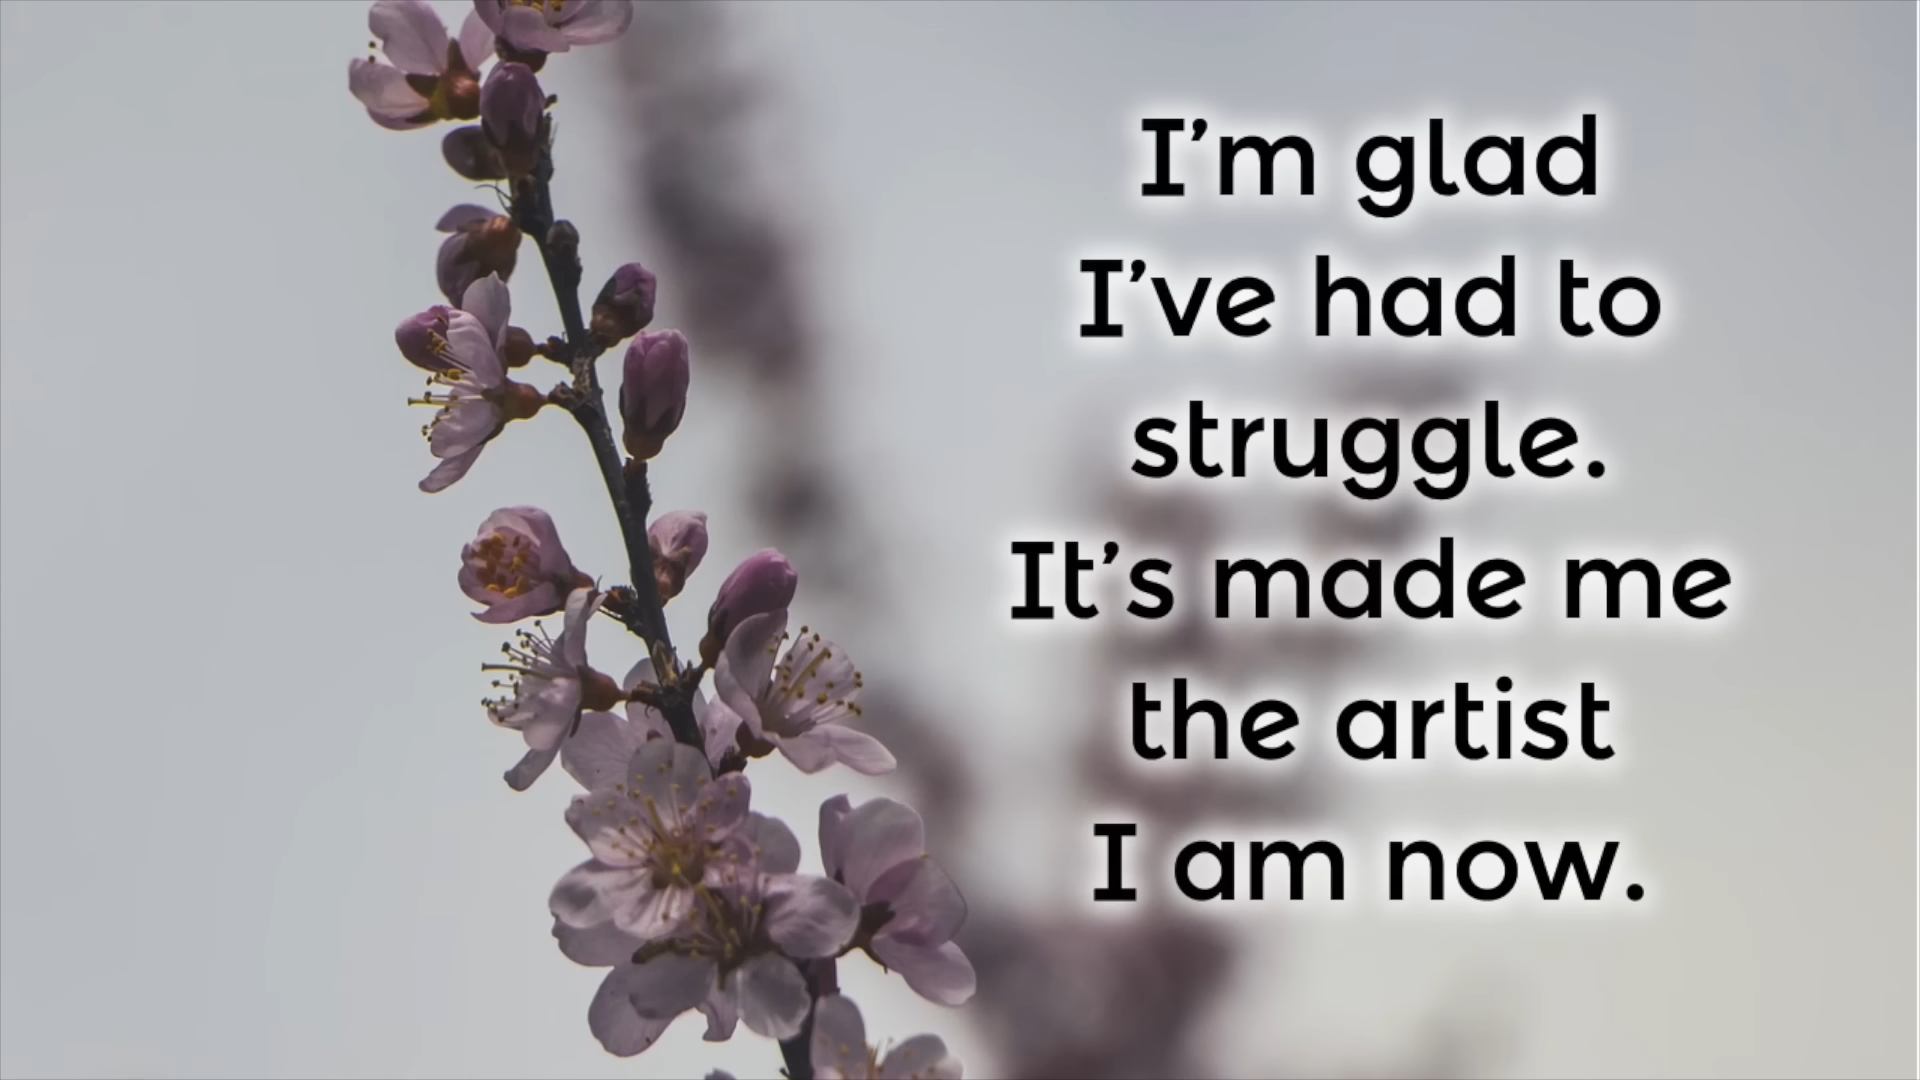 I’m glad
I’ve had to
struggle.
It’s made me
the artist
I am now.